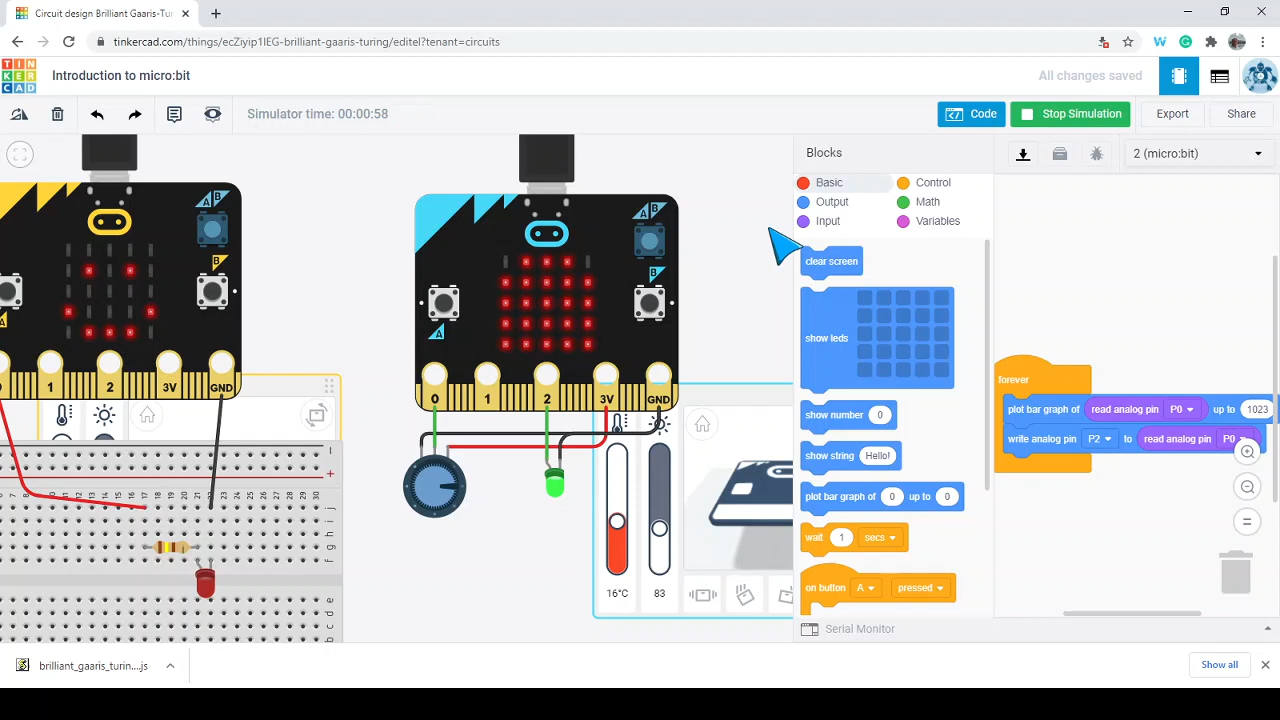 Circuit design Brilliant Gaaris-Tur
tinkercad.com/things/ecZiyip1lEG-brilliant-gaaris-turing/editel?tenant=circuits
TIN
KER
CAD
Introduction to micro:bit
All changes saved
Simulator time: 00:00:58
Code
Stop Simulation
Export
Share
Blocks
2 (micro:bit)
Basic
Control
Output
Math
Input
Variables
clear screen
show leds
show number 0
show string Hello!
plot bar graph of 0 up to 0
wait 1 secs
on button A pressed
forever
plot bar graph of read analog pin P0 up to 1023
write analog pin P2 to read analog pin P0
A B
B
A
1 2 3V GND
A B
B
A
0 1 2 3V GND
16°C
83
Serial Monitor
brilliant_gaaris_turin....js
Show all